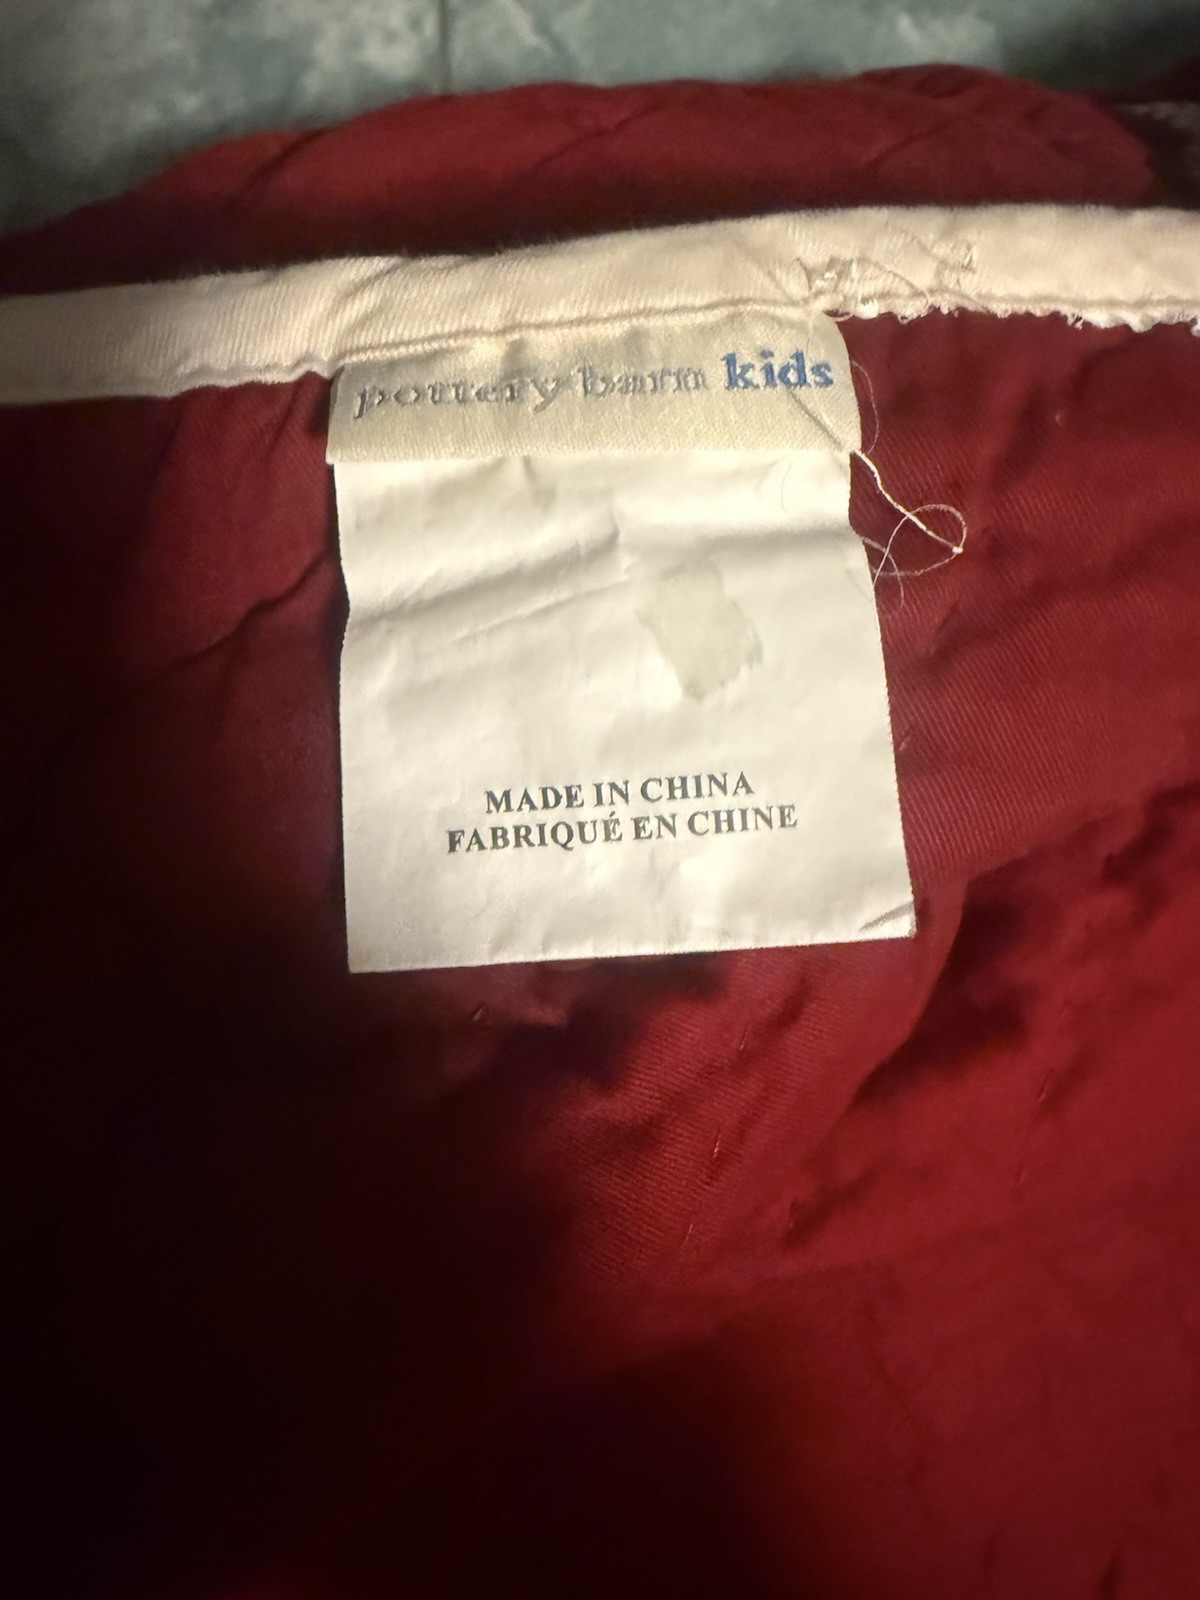 pottery barn kids
MADE IN CHINA
FABRIQUÉ EN CHINE